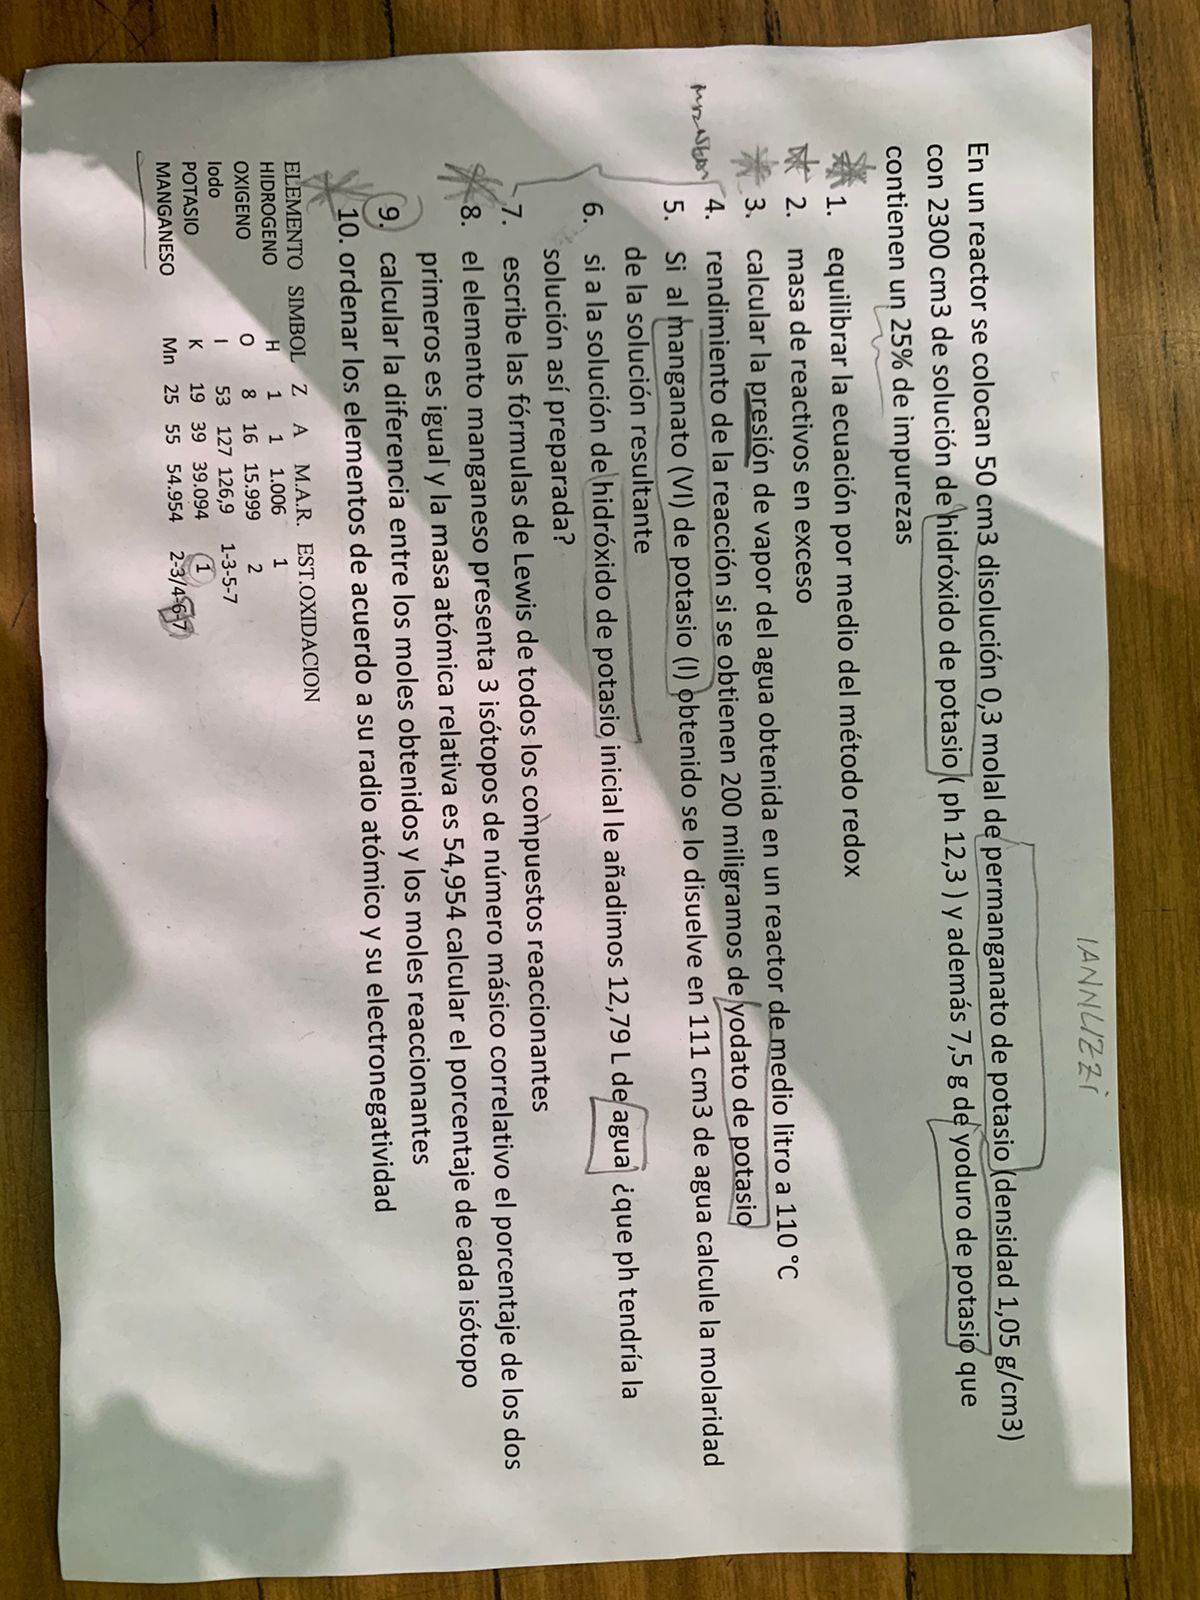 IANNUZZi
En un reactor se colocan 50 cm3 disolución 0,3 molal de permanganato de potasio (densidad 1,05 g/cm3)
con 2300 cm3 de solución de hidróxido de potasio ( ph 12,3 ) y además 7,5 g de yoduro de potasio que
contienen un 25% de impurezas
1. equilibrar la ecuación por medio del método redox
2. masa de reactivos en exceso
3. calcular la presión de vapor del agua obtenida en un reactor de medio litro a 110 °C
4. rendimiento de la reacción si se obtienen 200 miligramos de yodato de potasio
5. Si al manganato (VI) de potasio (I) obtenido se lo disuelve en 111 cm3 de agua calcule la molaridad
de la solución resultante
6. si a la solución de hidróxido de potasio inicial le añadimos 12,79 L de agua ¿que ph tendría la
solución así preparada?
7. escribe las fórmulas de Lewis de todos los compuestos reaccionantes
8. el elemento manganeso presenta 3 isótopos de número másico correlativo el porcentaje de los dos
primeros es igual y la masa atómica relativa es 54,954 calcular el porcentaje de cada isótopo
9. calcular la diferencia entre los moles obtenidos y los moles reaccionantes
10. ordenar los elementos de acuerdo a su radio atómico y su electronegatividad
ELEMENTO SIMBOL Z A M.A.R. EST.OXIDACION
HIDROGENO H 1 1 1.006 1
OXIGENO O 8 16 15.999 2
Iodo I 53 127 126,9 1-3-5-7
POTASIO K 19 39 39.094 1
MANGANESO Mn 25 55 54.954 2-3/4-6-7